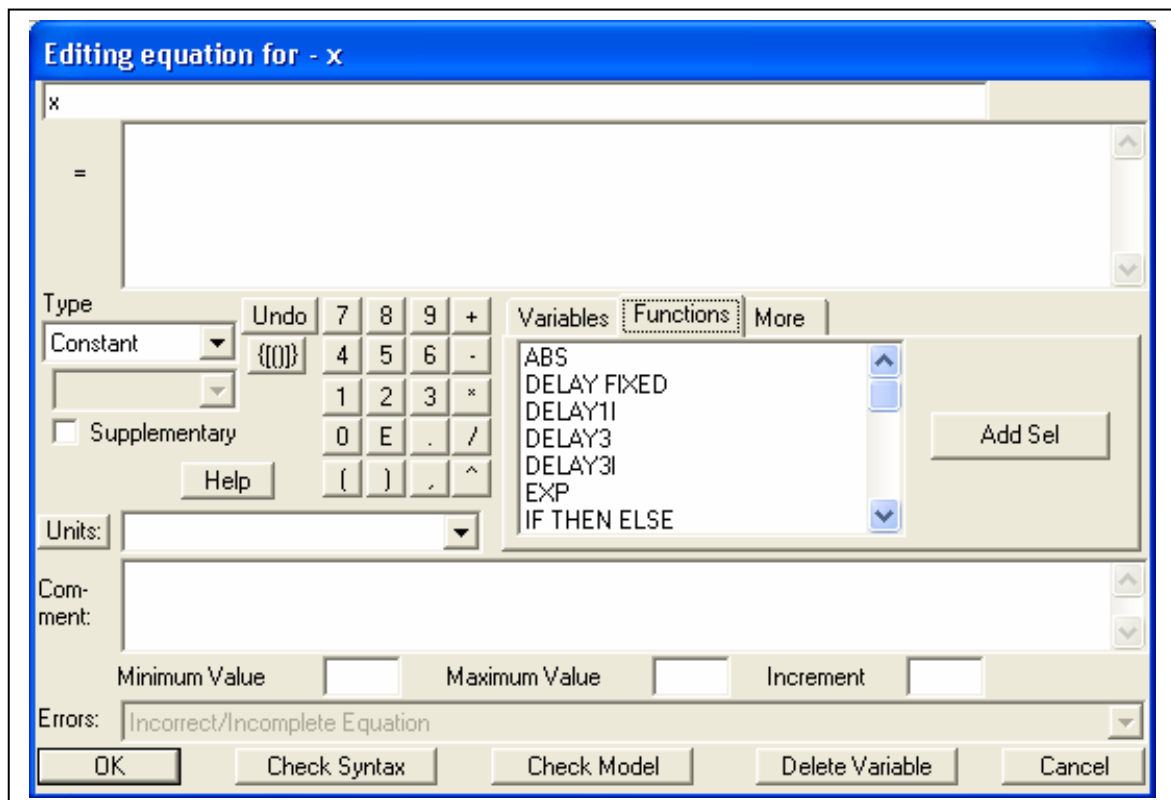 Editing equation for - x
x
=
Type
Undo 7 8 9 +
Constant
{[()]} 4 5 6 -
1 2 3 *
Supplementary
0 E . /
Help
( ) , ^
Variables Functions More
ABS
DELAY FIXED
DELAY1I
DELAY3
DELAY3I
EXP
IF THEN ELSE
Add Sel
Units:
Com-
ment:
Minimum Value Maximum Value Increment
Errors: Incorrect/Incomplete Equation
OK Check Syntax Check Model Delete Variable Cancel